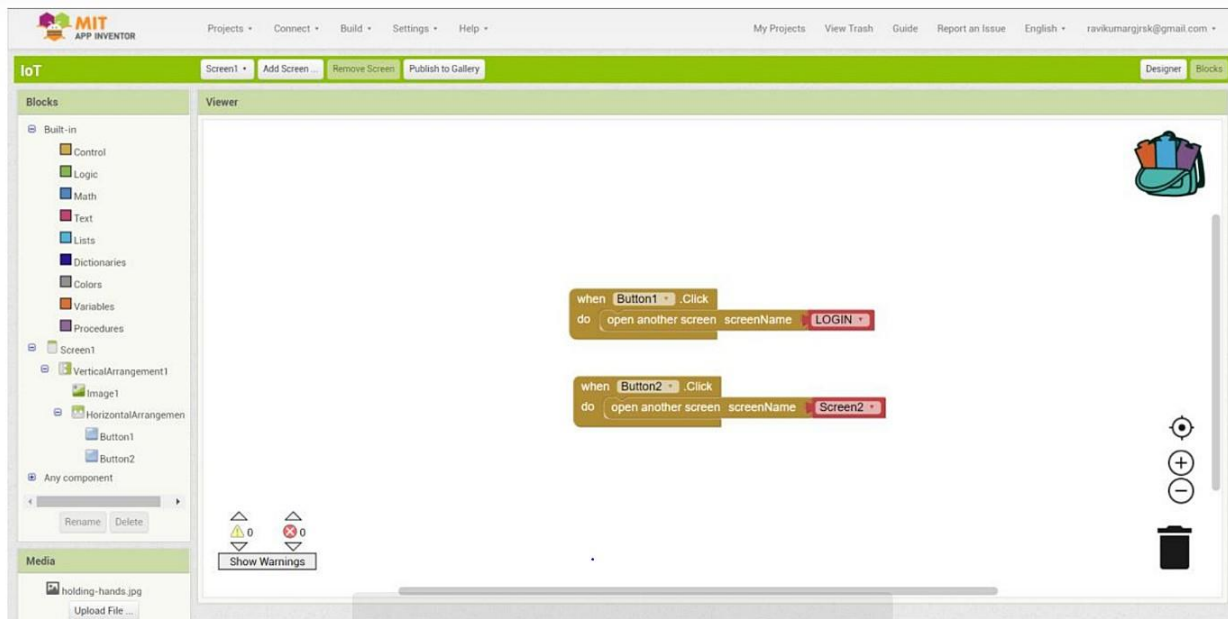 MIT
APP INVENTOR
Projects Connect Build Settings Help My Projects View Trash Guide Report an Issue English ravikumargjrsk@gmail.com
IoT Screen1 Add Screen ... Remove Screen Publish to Gallery Designer Blocks
Blocks
Built-in
Control
Logic
Math
Text
Lists
Dictionaries
Colors
Variables
Procedures
Screen1
VerticalArrangement1
Image1
HorizontalArrangemen
Button1
Button2
Any component
Rename Delete
Media
holding-hands.jpg
Upload File ...
Viewer
when Button1 .Click
do open another screen screenName LOGIN
when Button2 .Click
do open another screen screenName Screen2
0 0
Show Warnings